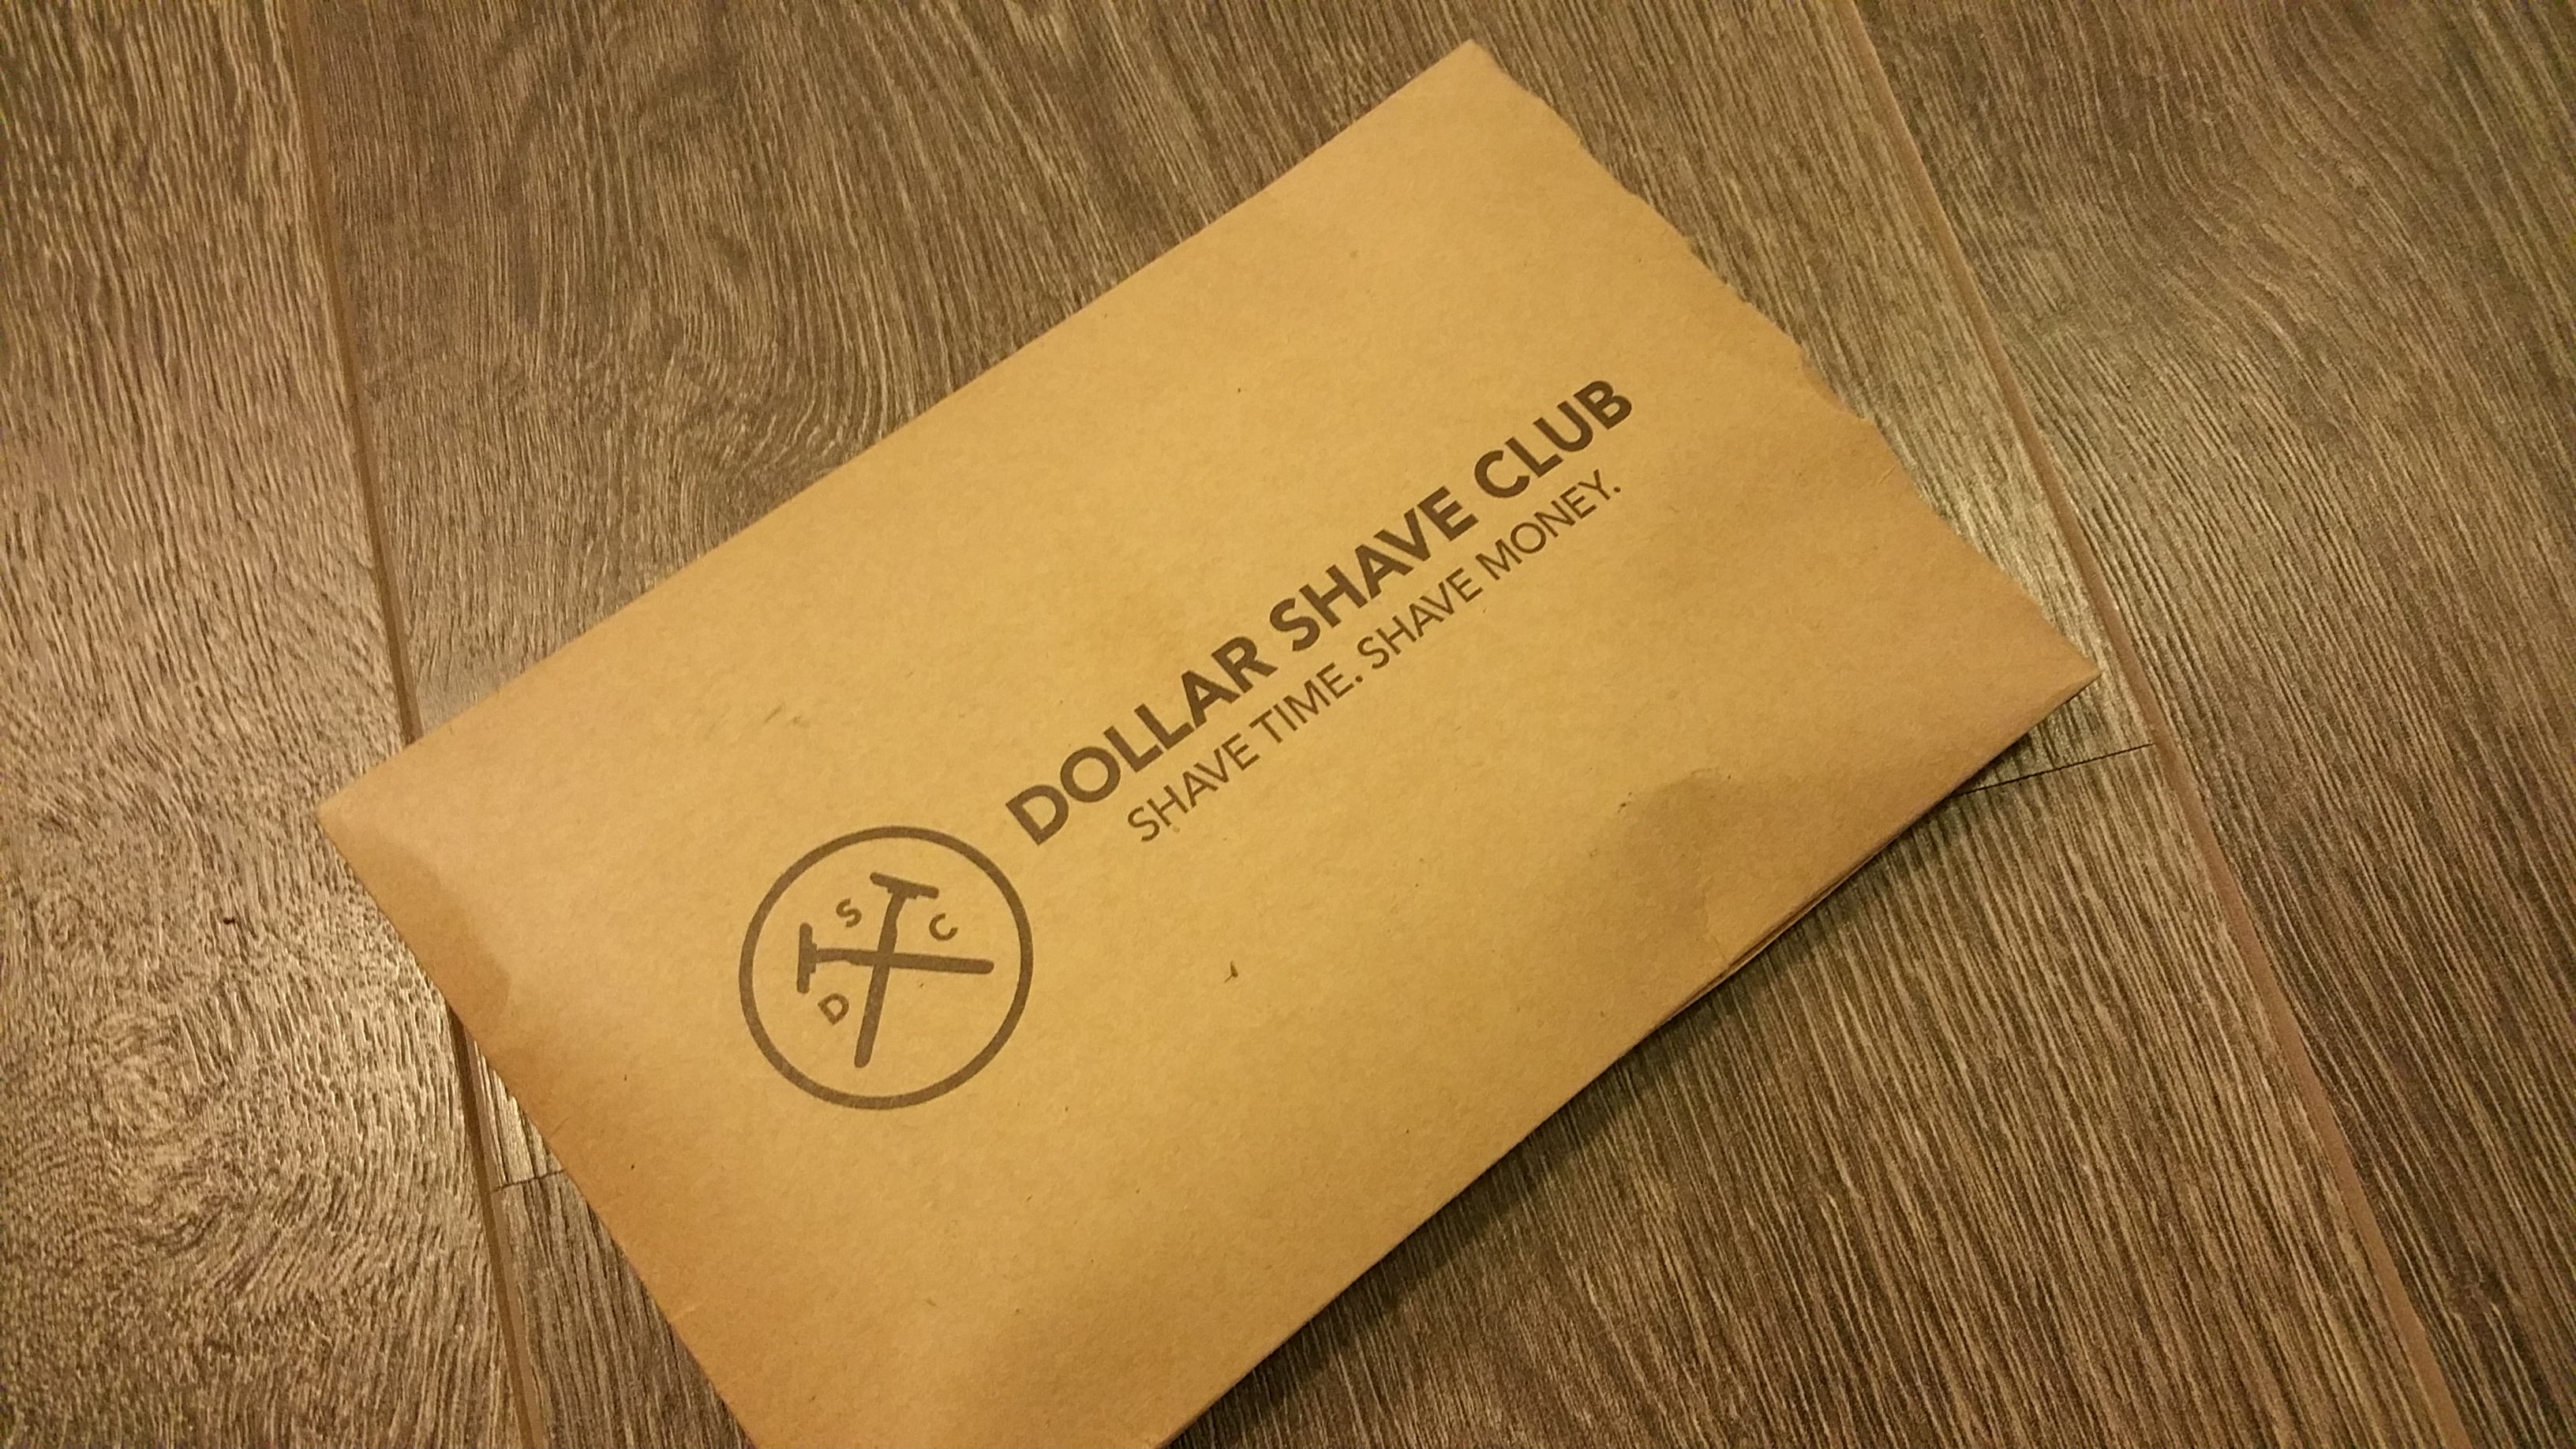 DOLLAR SHAVE CLUB
SHAVE TIME. SHAVE MONEY.
D S C